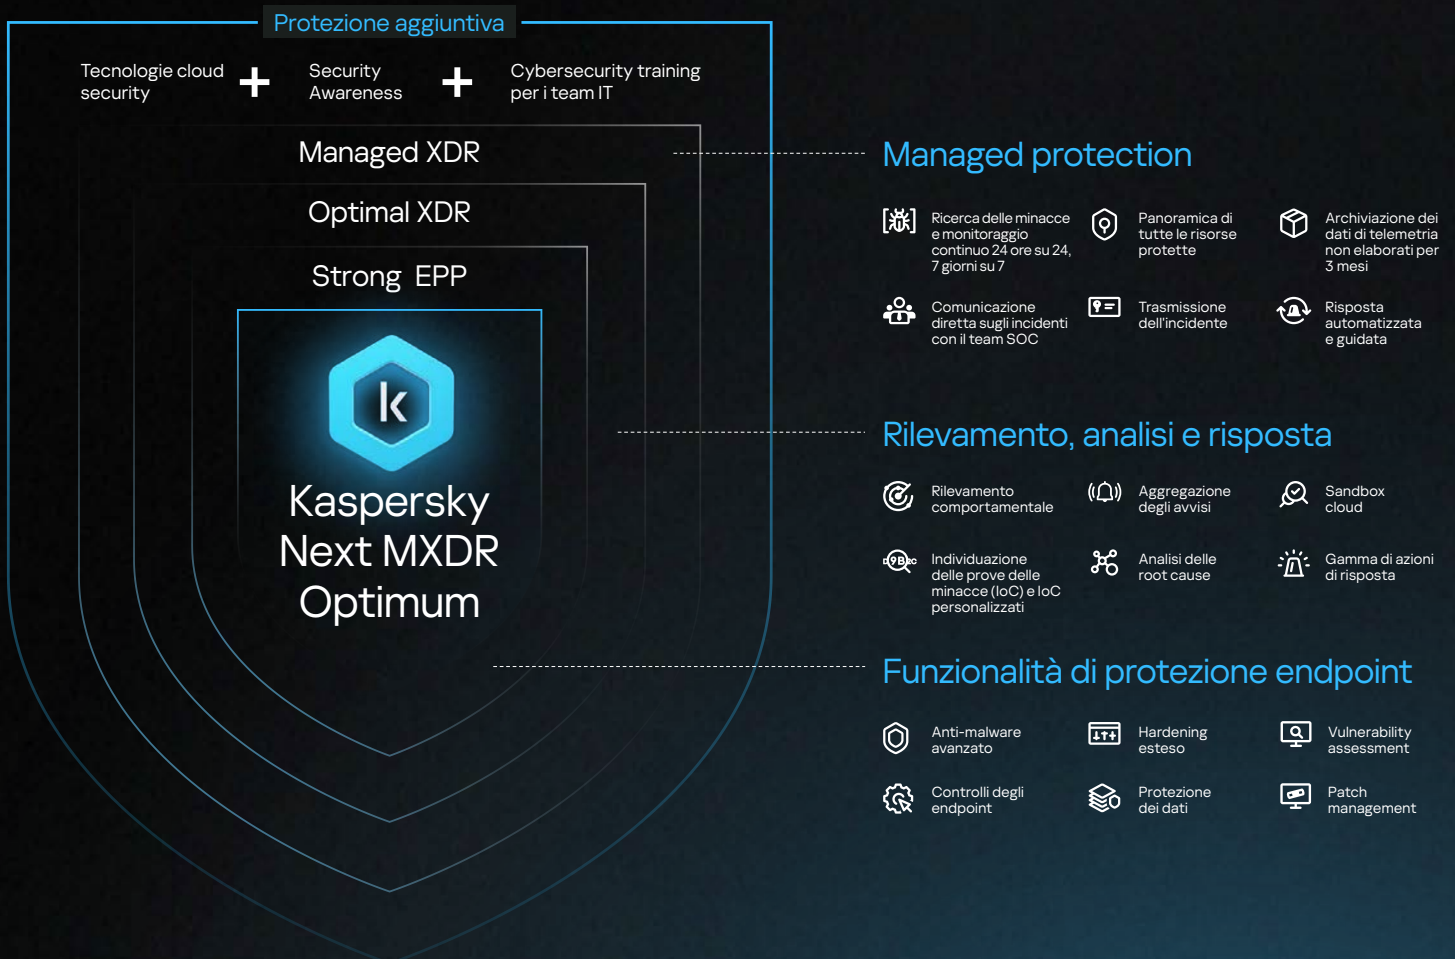 Protezione aggiuntiva
Tecnologie cloud
security
+
Security
Awareness
+
Cybersecurity training
per i team IT
Managed XDR
Optimal XDR
Strong EPP
k
Kaspersky
Next MXDR
Optimum
Managed protection
Ricerca delle minacce
e monitoraggio
continuo 24 ore su 24,
7 giorni su 7
Panoramica di
tutte le risorse
protette
Archiviazione dei
dati di telemetria
non elaborati per
3 mesi
Comunicazione
diretta sugli incidenti
con il team SOC
Trasmissione
dell'incidente
Risposta
automatizzata
e guidata
Rilevamento, analisi e risposta
Rilevamento
comportamentale
Aggregazione
degli avvisi
Sandbox
cloud
Individuazione
delle prove delle
minacce (IoC) e IoC
personalizzati
Analisi delle
root cause
Gamma di azioni
di risposta
Funzionalità di protezione endpoint
Anti-malware
avanzato
Hardening
esteso
Vulnerability
assessment
Controlli degli
endpoint
Protezione
dei dati
Patch
management